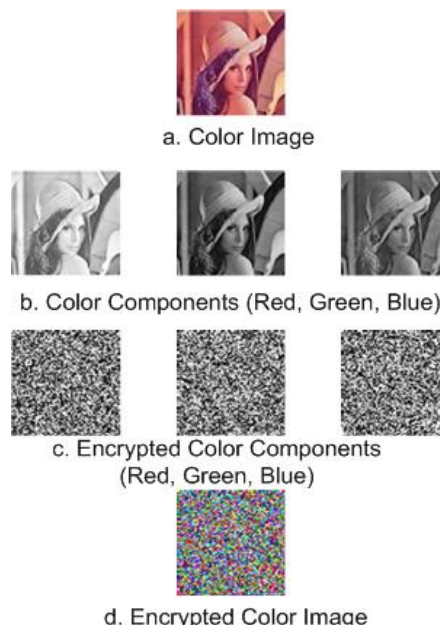 a. Color Image
b. Color Components (Red, Green, Blue)
c. Encrypted Color Components
(Red, Green, Blue)
d. Encrypted Color Image